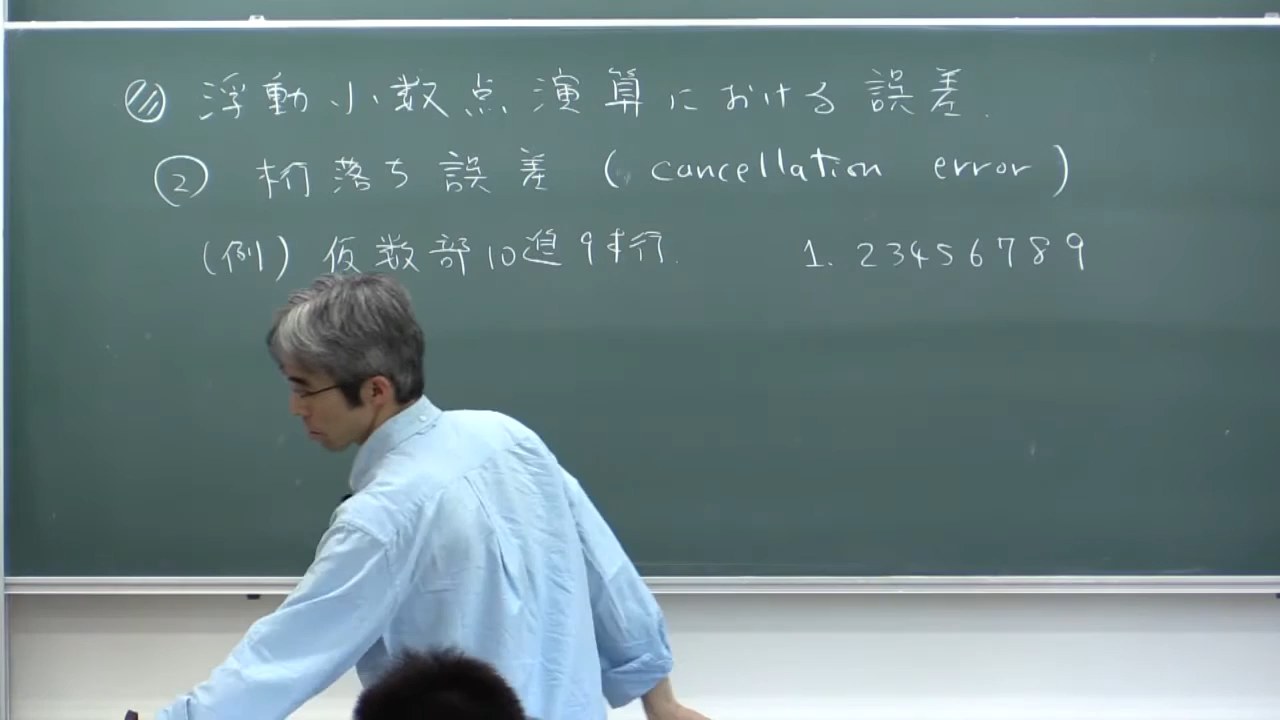 浮動小数点演算における誤差.
② 桁落ち誤差 (cancellation error)
(例) 仮数部10進9桁. 1.23456789